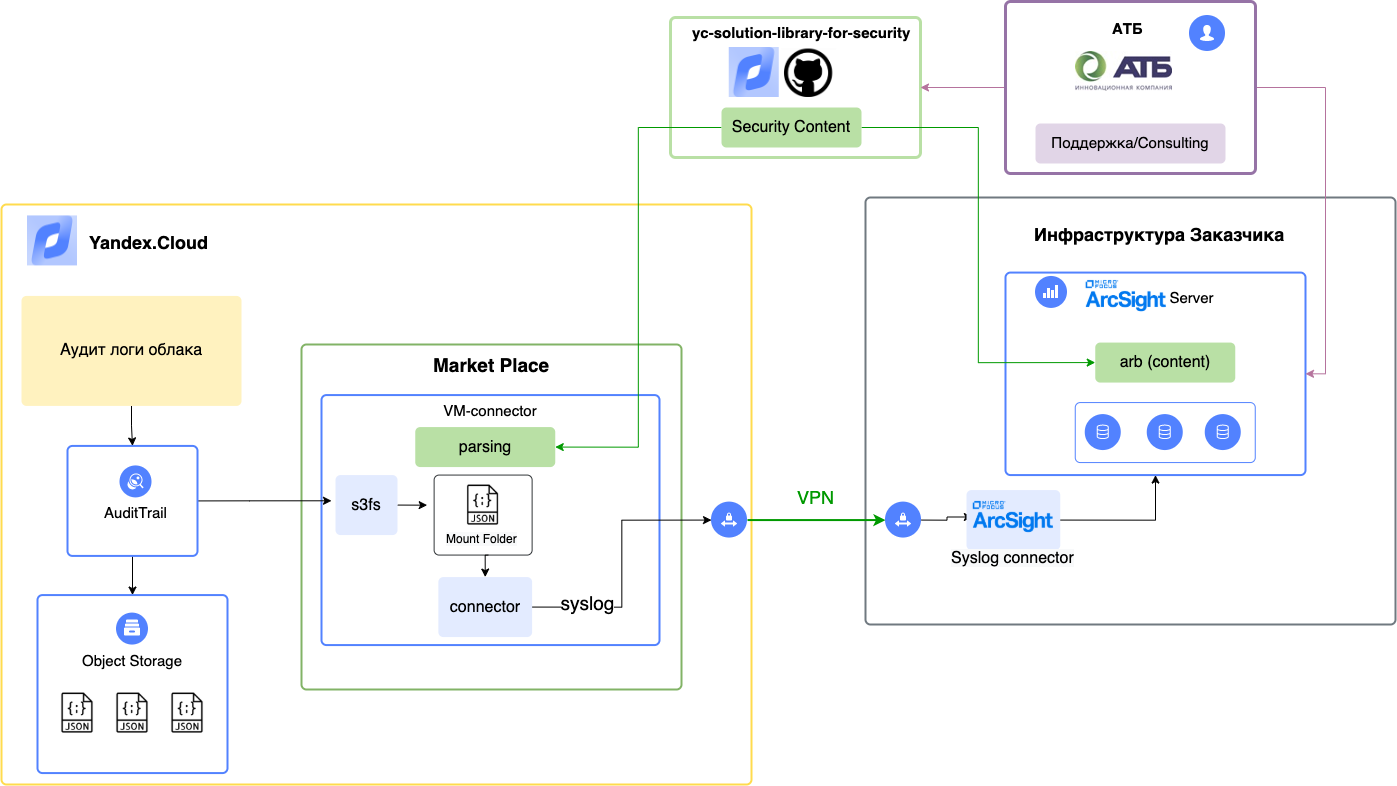 yc-solution-library-for-security
Security Content
АТБ
АТБ
ИННОВАЦИОННАЯ КОМПАНИЯ
Поддержка/Consulting
Yandex.Cloud
Аудит логи облака
AuditTrail
Object Storage
JSON
JSON
JSON
Market Place
VM-connector
parsing
s3fs
JSON
Mount Folder
connector
syslog
VPN
Инфраструктура Заказчика
MICRO
FOCUS
ArcSight Server
arb (content)
MICRO
FOCUS
ArcSight
Syslog connector